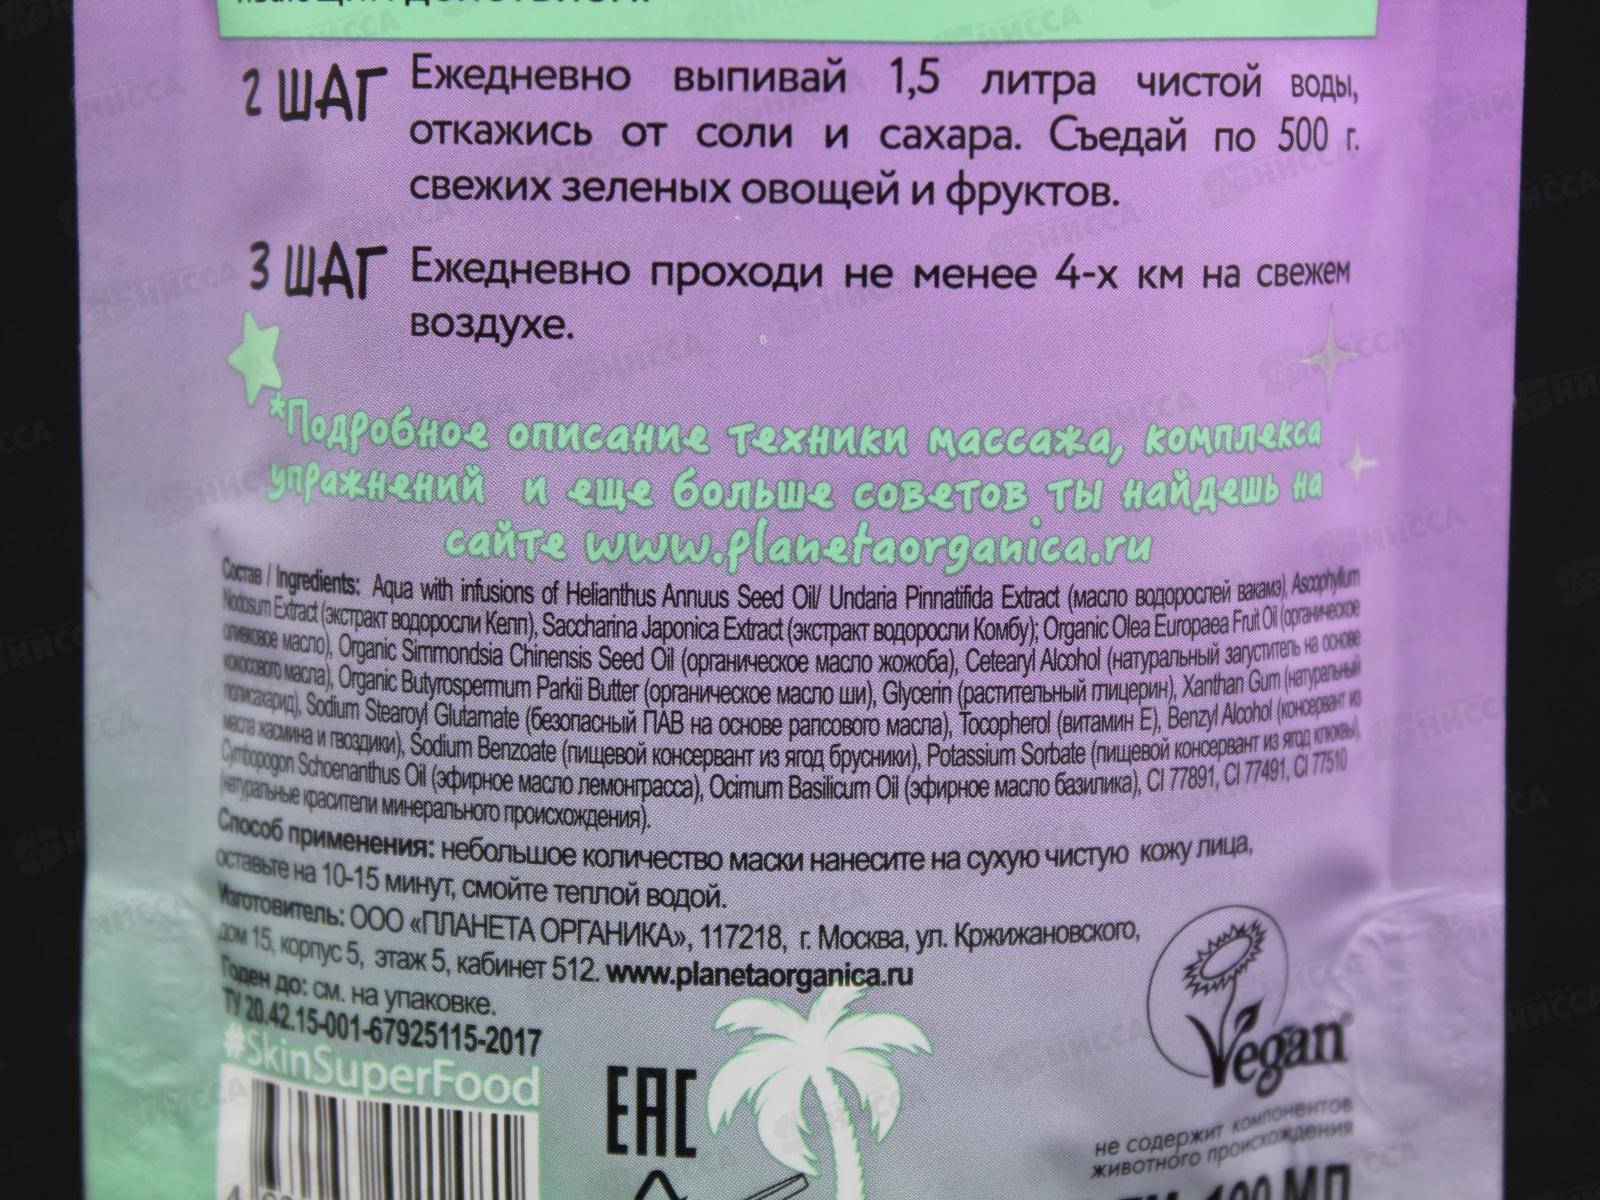 действием.
2 ШАГ Ежедневно выпивай 1,5 литра чистой воды,
откажись от соли и сахара. Съедай по 500 г.
свежих зеленых овощей и фруктов.
3 ШАГ Ежедневно проходи не менее 4-х км на свежем
воздухе.
*Подробное описание техники массажа, комплекса
упражнений и еще больше советов ты найдешь на
сайте www.planetaorganica.ru
Состав / Ingredients: Aqua with infusions of Helianthus Annuus Seed Oil/ Undaria Pinnatifida Extract (масло водорослей вакамэ), Ascophyllum
Nodosum Extract (экстракт водоросли Келп), Saccharina Japonica Extract (экстракт водоросли Комбу); Organic Olea Europaea Fruit Oil (органическое
оливковое масло), Organic Simmondsia Chinensis Seed Oil (органическое масло жожоба), Cetearyl Alcohol (натуральный загуститель на основе
кокосового масла), Organic Butyrospermum Parkii Butter (органическое масло ши), Glycerin (растительный глицерин), Xanthan Gum (натуральный
полисахарид), Sodium Stearoyl Glutamate (безопасный ПАВ на основе рапсового масла), Tocopherol (витамин Е), Benzyl Alcohol (консервант из
масла жасмина и гвоздики), Sodium Benzoate (пищевой консервант из ягод брусники), Potassium Sorbate (пищевой консервант из ягод клюквы),
Cymbopogon Schoenanthus Oil (эфирное масло лемонграсса), Ocimum Basilicum Oil (эфирное масло базилика), CI 77891, CI 77491, CI 77510
(натуральные красители минерального происхождения).
Способ применения: небольшое количество маски нанесите на сухую чистую кожу лица,
оставьте на 10-15 минут, смойте теплой водой.
Изготовитель: ООО «ПЛАНЕТА ОРГАНИКА», 117218, г. Москва, ул. Кржижановского,
дом 15, корпус 5, этаж 5, кабинет 512. www.planetaorganica.ru
Годен до: см. на упаковке.
ТУ 20.42.15-001-67925115-2017
#SkinSuperFood
EAC
Vegan
не содержит компонентов
животного происхождения
100 МЛ
НИССА